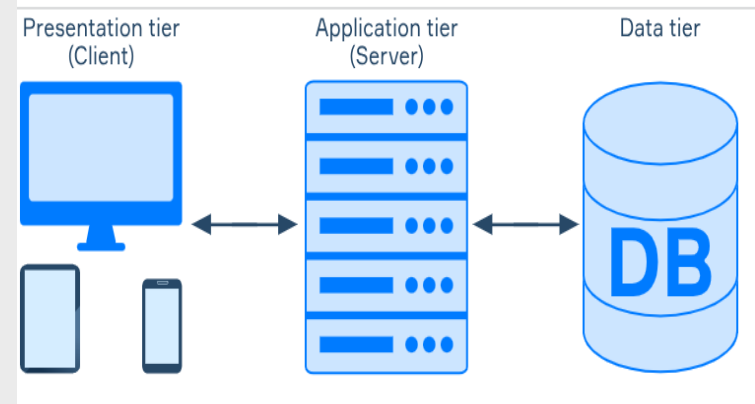 Presentation tier
(Client)
Application tier
(Server)
Data tier
DB